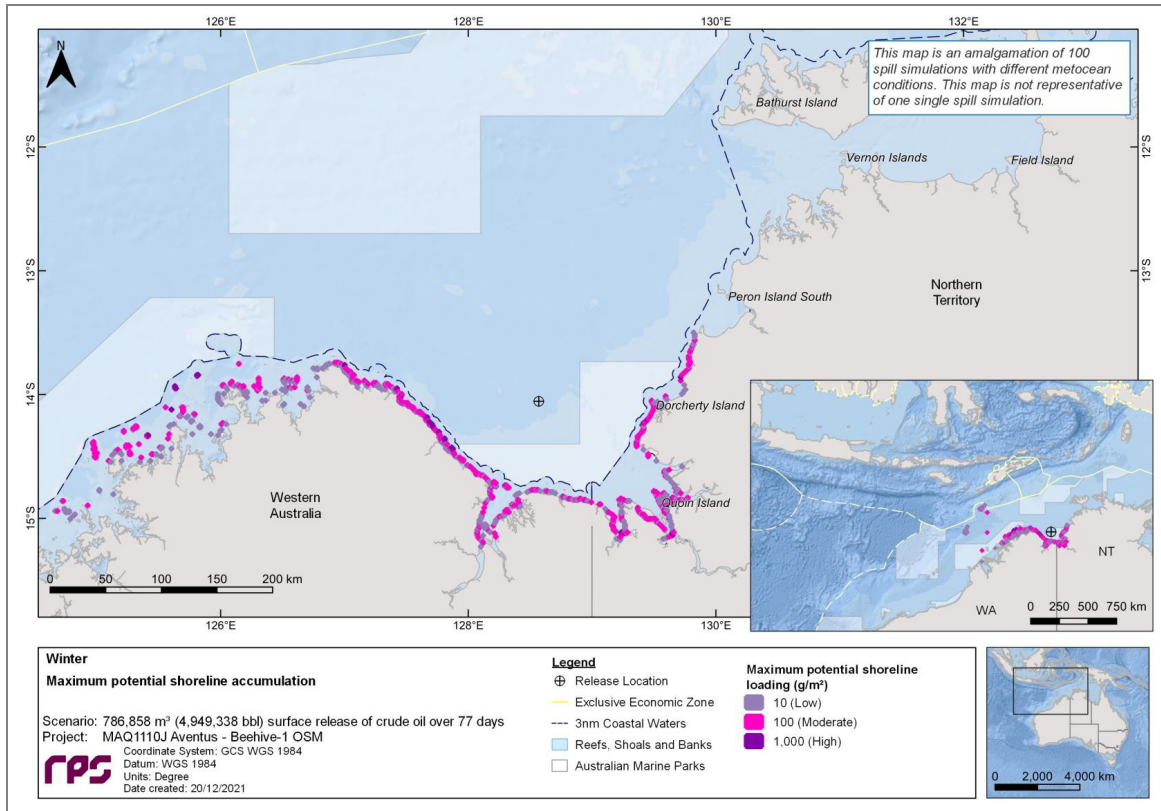 126°E
128°E
130°E
132°E
N
This map is an amalgamation of 100
spill simulations with different metocean
conditions. This map is not representative
of one single spill simulation.
Bathurst Island
12°S
12°S
Vernon Islands
Field Island
13°S
13°S
Northern
Territory
Peron Island South
14°S
Dorcherty Island
Western
Australia
Quoin Island
15°S
0 50 100 150 200 km
126°E
128°E
130°E
NT
WA
0 250 500 750 km
Winter
Maximum potential shoreline accumulation
Scenario: 786,858 m³ (4,949,338 bbl) surface release of crude oil over 77 days
Project: MAQ1110J Aventus - Beehive-1 OSM
rps
Coordinate System: GCS WGS 1984
Datum: WGS 1984
Units: Degree
Date created: 20/12/2021
Legend
Release Location
Exclusive Economic Zone
3nm Coastal Waters
Reefs, Shoals and Banks
Australian Marine Parks
Maximum potential shoreline
loading (g/m²)
10 (Low)
100 (Moderate)
1,000 (High)
0 2,000 4,000 km